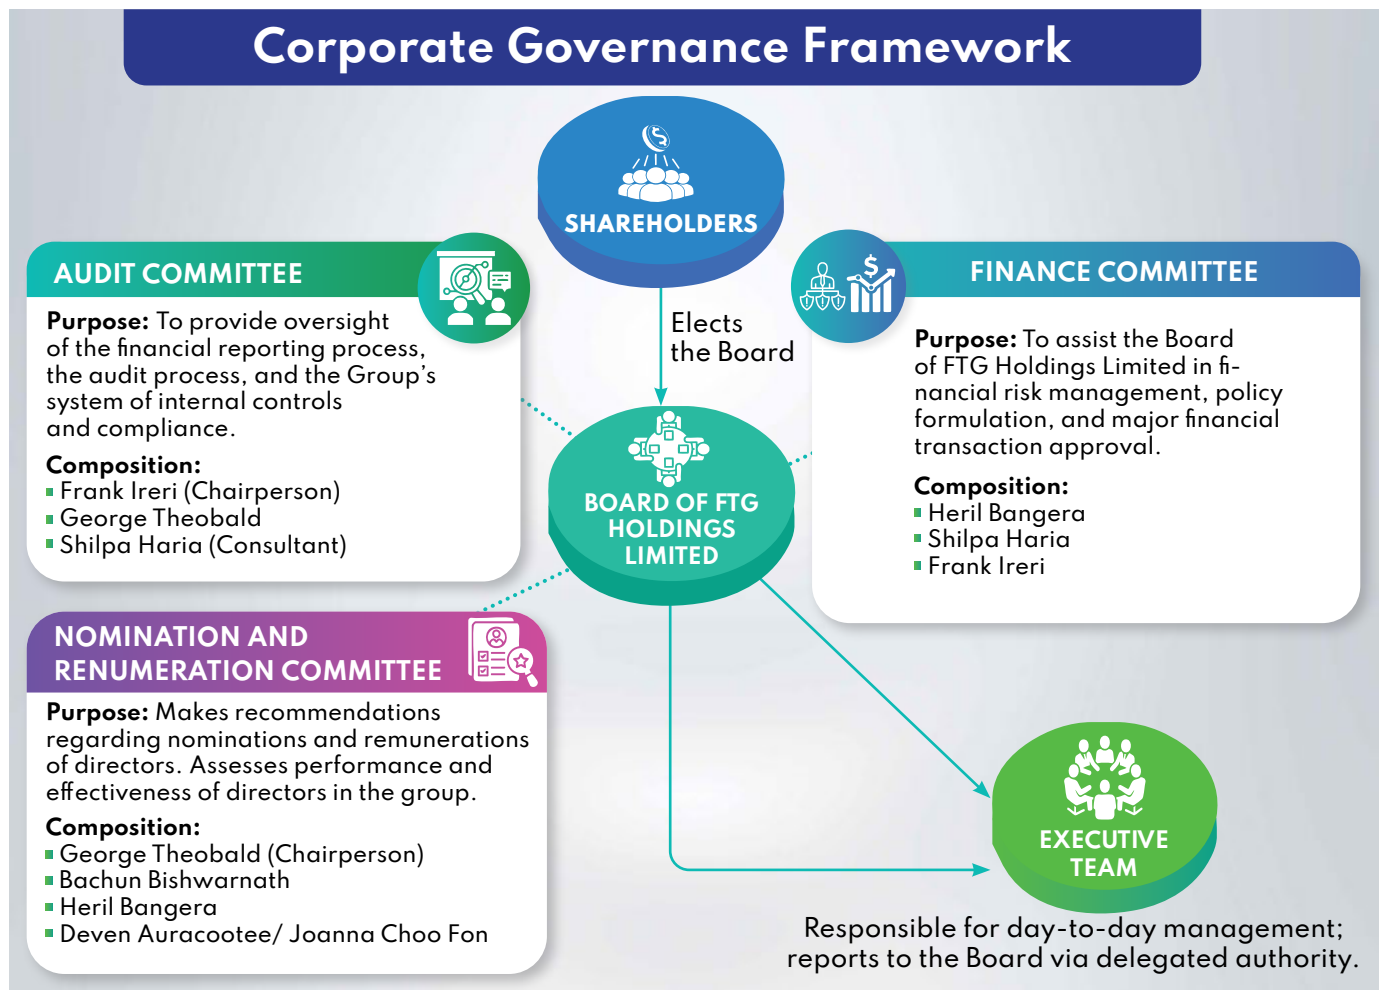 Corporate Governance Framework
SHAREHOLDERS
Elects
the Board
AUDIT COMMITTEE
Purpose: To provide oversight
of the financial reporting process,
the audit process, and the Group's
system of internal controls
and compliance.
Composition:
Frank Ireri (Chairperson)
George Theobald
Shilpa Haria (Consultant)
FINANCE COMMITTEE
Purpose: To assist the Board
of FTG Holdings Limited in fi-
nancial risk management, policy
formulation, and major financial
transaction approval.
Composition:
Heril Bangera
Shilpa Haria
Frank Ireri
BOARD OF FTG
HOLDINGS
LIMITED
NOMINATION AND
RENUMERATION COMMITTEE
Purpose: Makes recommendations
regarding nominations and remunerations
of directors. Assesses performance and
effectiveness of directors in the group.
Composition:
George Theobald (Chairperson)
Bachun Bishwarnath
Heril Bangera
Deven Auracootee/ Joanna Choo Fon
EXECUTIVE
TEAM
Responsible for day-to-day management;
reports to the Board via delegated authority.